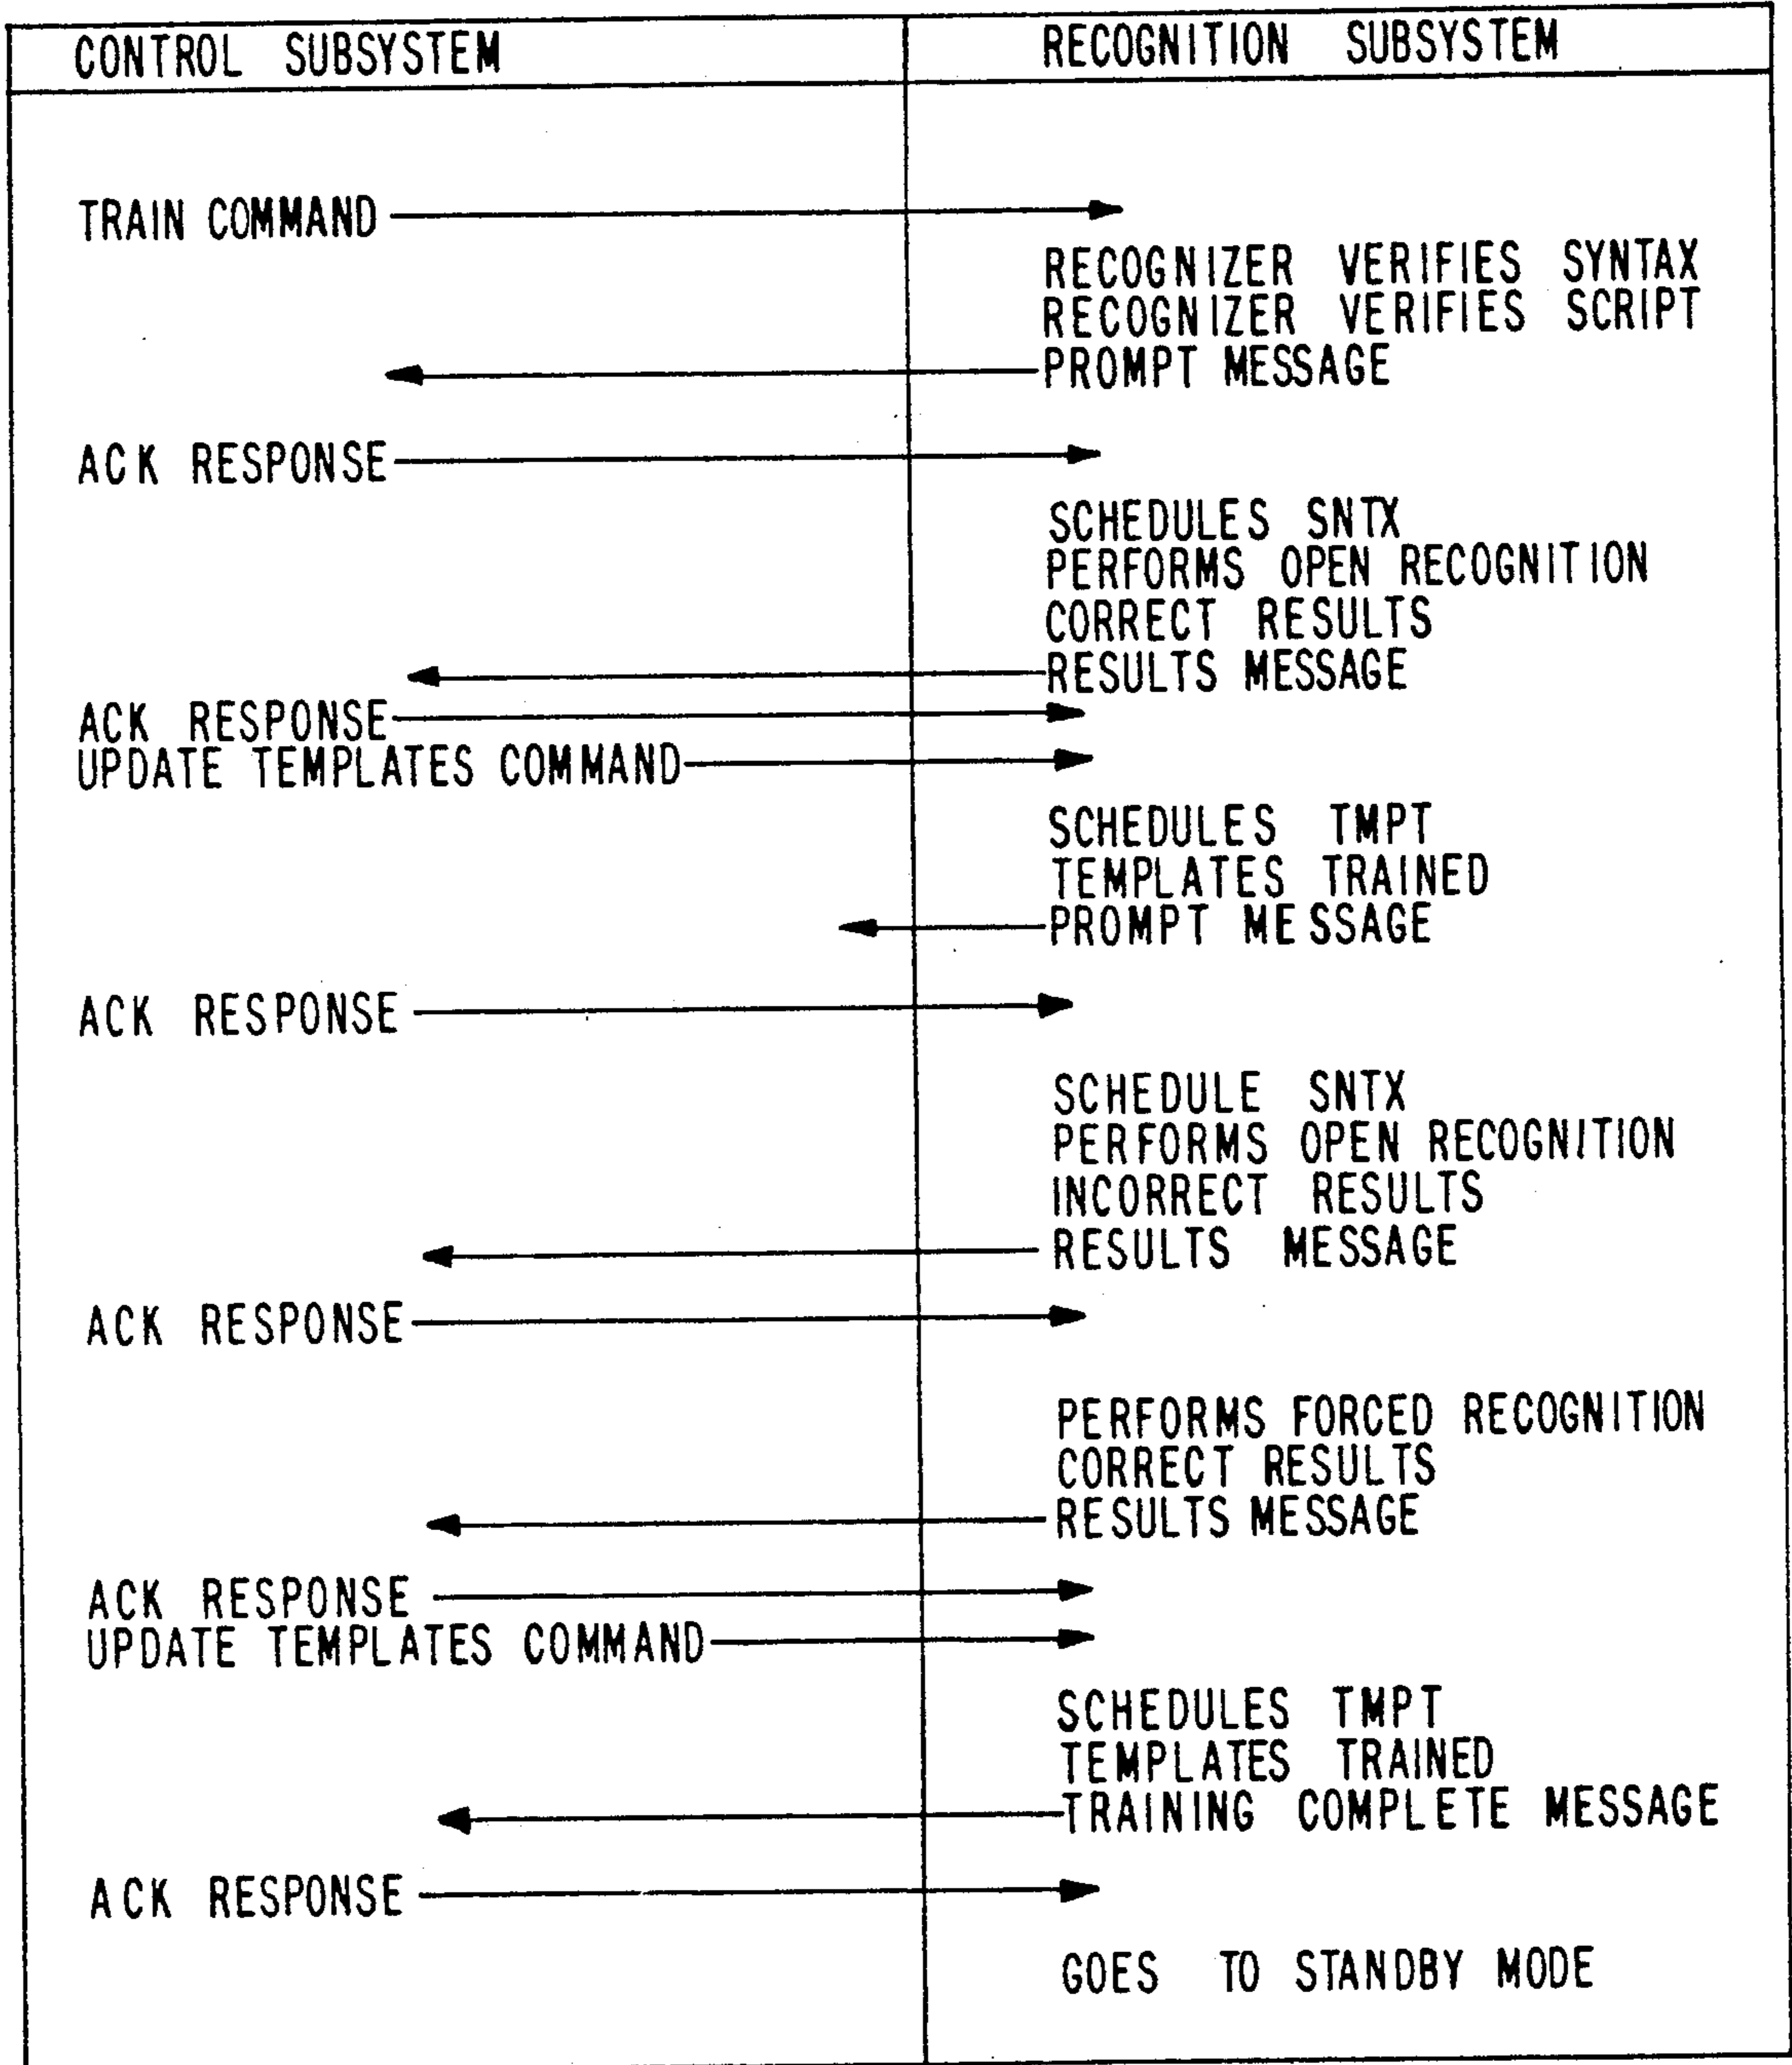 CONTROL SUBSYSTEM
RECOGNITION SUBSYSTEM
TRAIN COMMAND
RECOGNIZER VERIFIES SYNTAX
RECOGNIZER VERIFIES SCRIPT
PROMPT MESSAGE
ACK RESPONSE
SCHEDULES SNTX
PERFORMS OPEN RECOGNITION
CORRECT RESULTS
RESULTS MESSAGE
ACK RESPONSE
UPDATE TEMPLATES COMMAND
SCHEDULES TMPT
TEMPLATES TRAINED
PROMPT MESSAGE
ACK RESPONSE
SCHEDULE SNTX
PERFORMS OPEN RECOGNITION
INCORRECT RESULTS
RESULTS MESSAGE
ACK RESPONSE
PERFORMS FORCED RECOGNITION
CORRECT RESULTS
RESULTS MESSAGE
ACK RESPONSE
UPDATE TEMPLATES COMMAND
SCHEDULES TMPT
TEMPLATES TRAINED
TRAINING COMPLETE MESSAGE
ACK RESPONSE
GOES TO STANDBY MODE